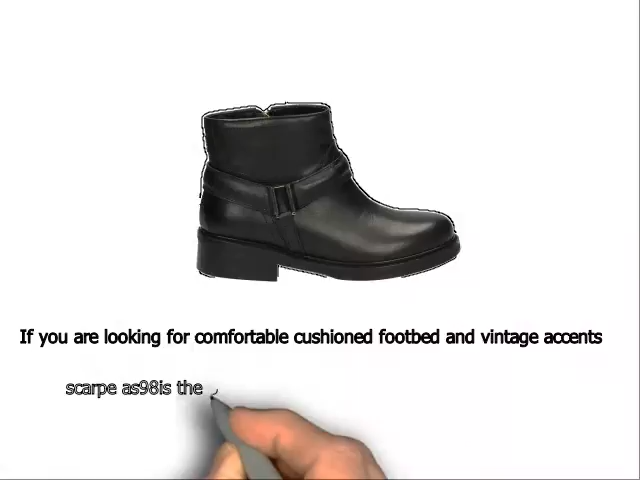 If you are looking for comfortable cushioned footbed and vintage accents
scarpe as98is the